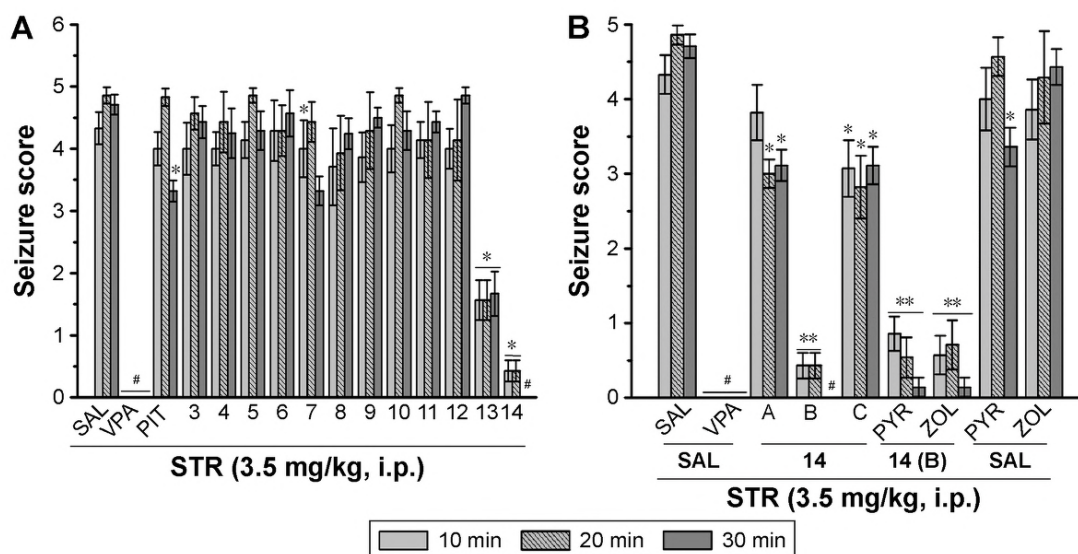 A
Seizure score
6
5
4
3
2
1
0
#
*
*
*
*
#
SAL VPA PIT 3 4 5 6 7 8 9 10 11 12 13 14
STR (3.5 mg/kg, i.p.)
B
Seizure score
5
4
3
2
1
0
#
* *
**
#
* * *
**
**
*
SAL VPA A B C PYR ZOL PYR ZOL
SAL 14 14 (B) SAL
STR (3.5 mg/kg, i.p.)
10 min 20 min 30 min